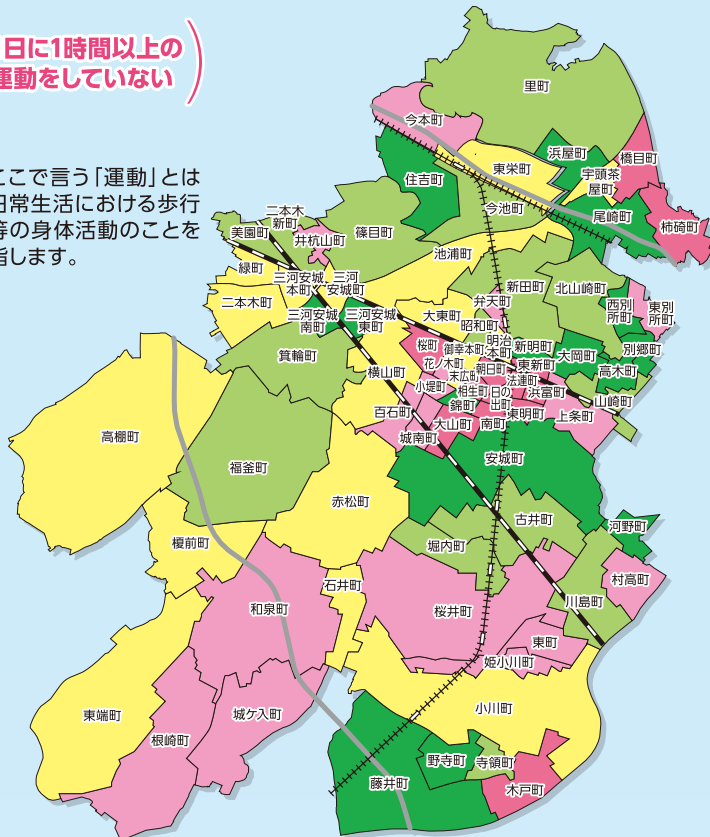 日に1時間以上の
運動をしていない
ここで言う「運動」とは
日常生活における歩行
等の身体活動のことを
指します。
里町
今本町
浜屋町
橋目町
東栄町
宇頭茶
屋町
住吉町
今池町
尾崎町
柿碕町
二本木
新町
美園町
井杭山町
篠目町
池浦町
緑町
三河安城
本町
三河
安城町
新田町
北山崎町
二本木町
弁天町
西別
所町
東別
所町
三河安城
南町
三河安城
東町
大東町
昭和町
明治
本町
新明町
桜町
御幸本町
大岡町
別郷町
箕輪町
花ノ木町
朝日町
東新町
高木町
横山町
末広町
法連町
小堤町
相生町
日の
出町
浜富町
山崎町
百石町
錦町
東明町
上条町
城南町
大山町
南町
高棚町
福釜町
安城町
赤松町
古井町
河野町
榎前町
堀内町
石井町
村高町
和泉町
桜井町
川島町
東町
姫小川町
東端町
城ケ入町
小川町
根崎町
野寺町
寺領町
藤井町
木戸町